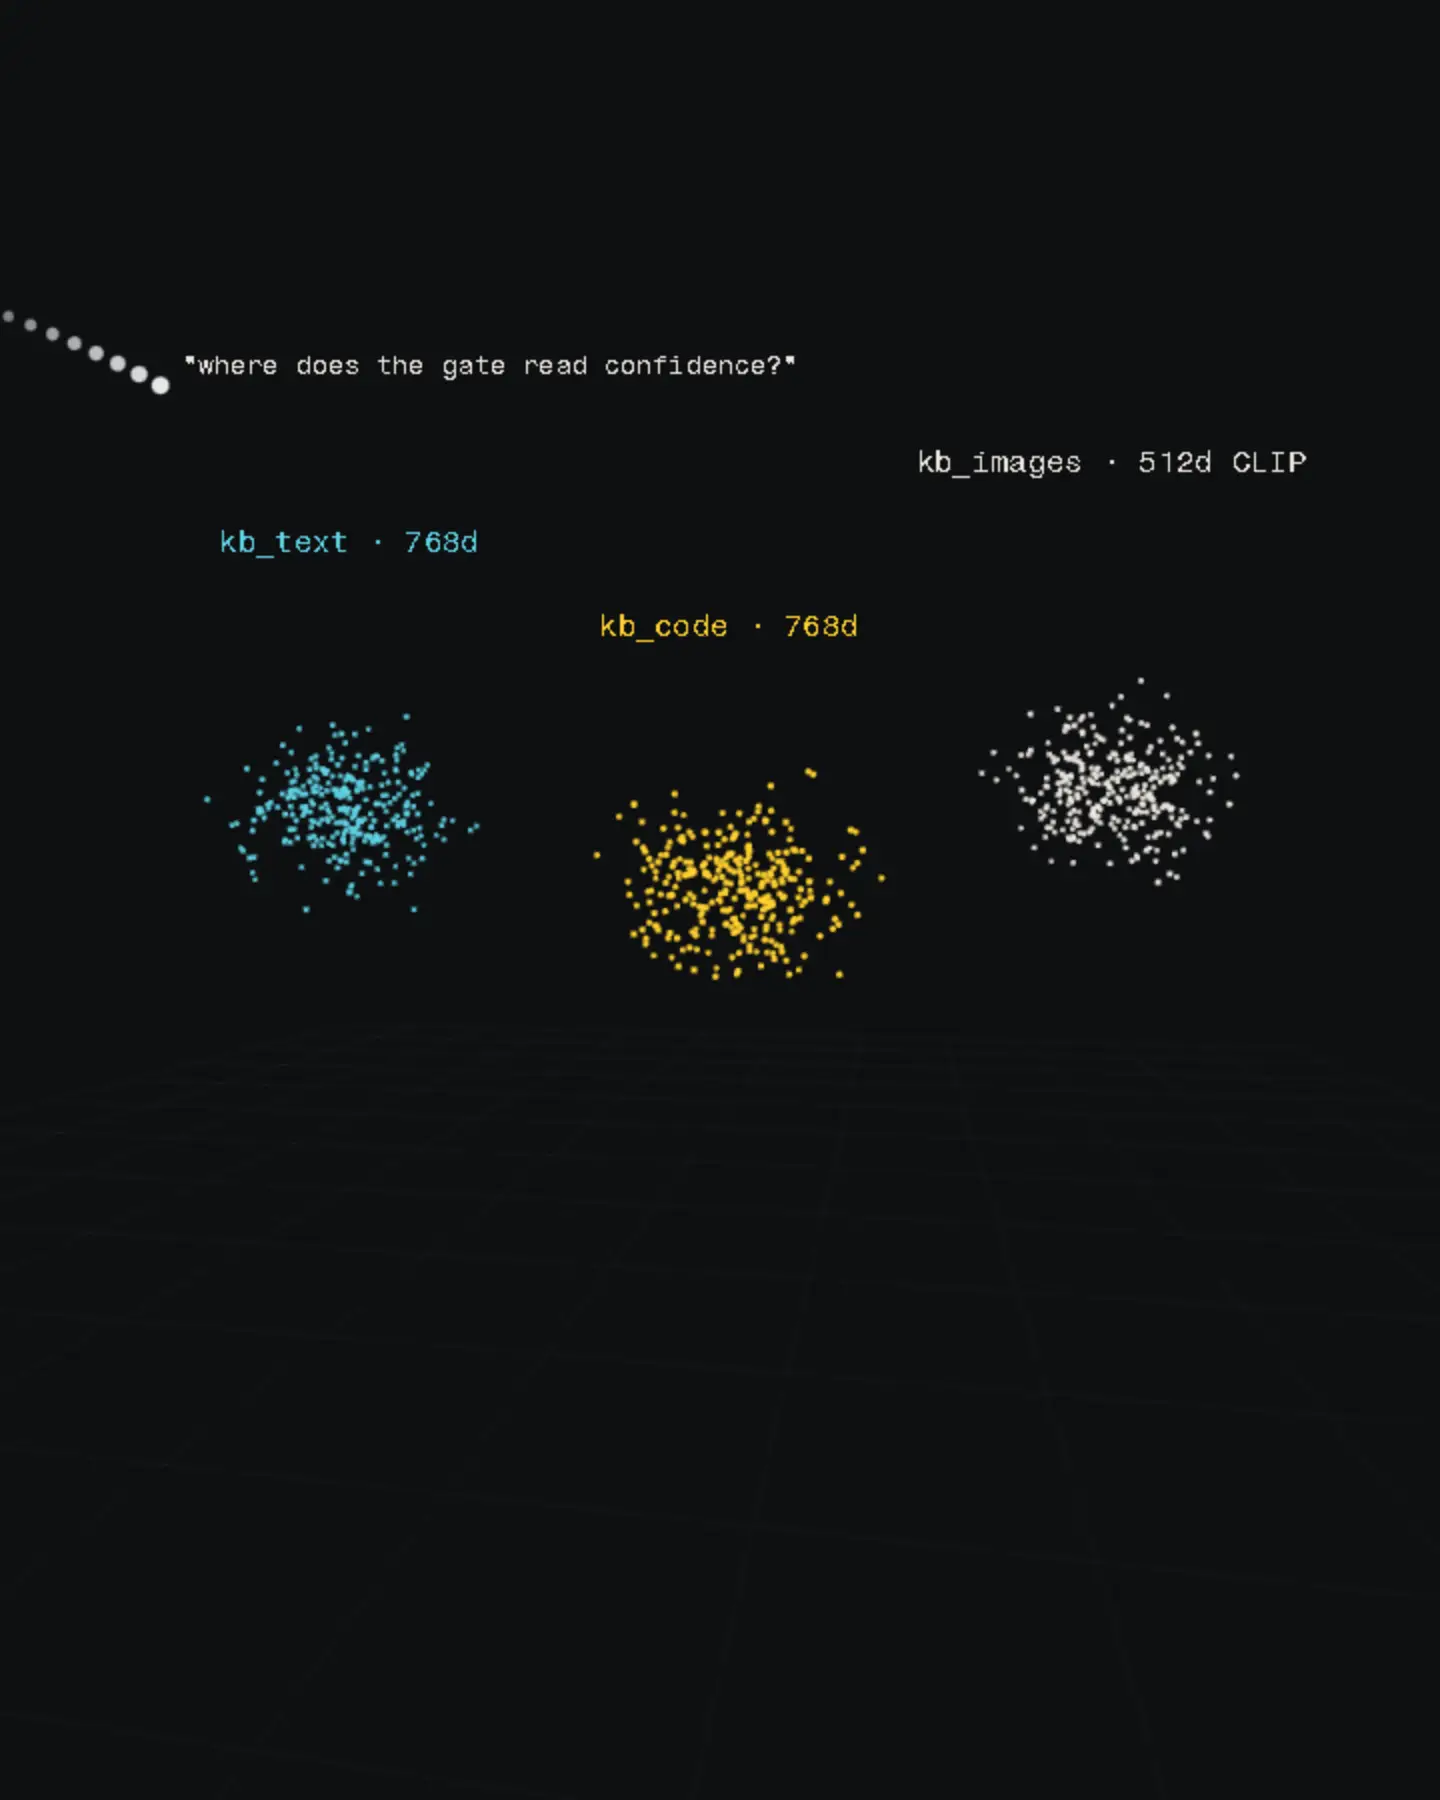 "where does the gate read confidence?"
kb_images · 512d CLIP
kb_text · 768d
kb_code · 768d